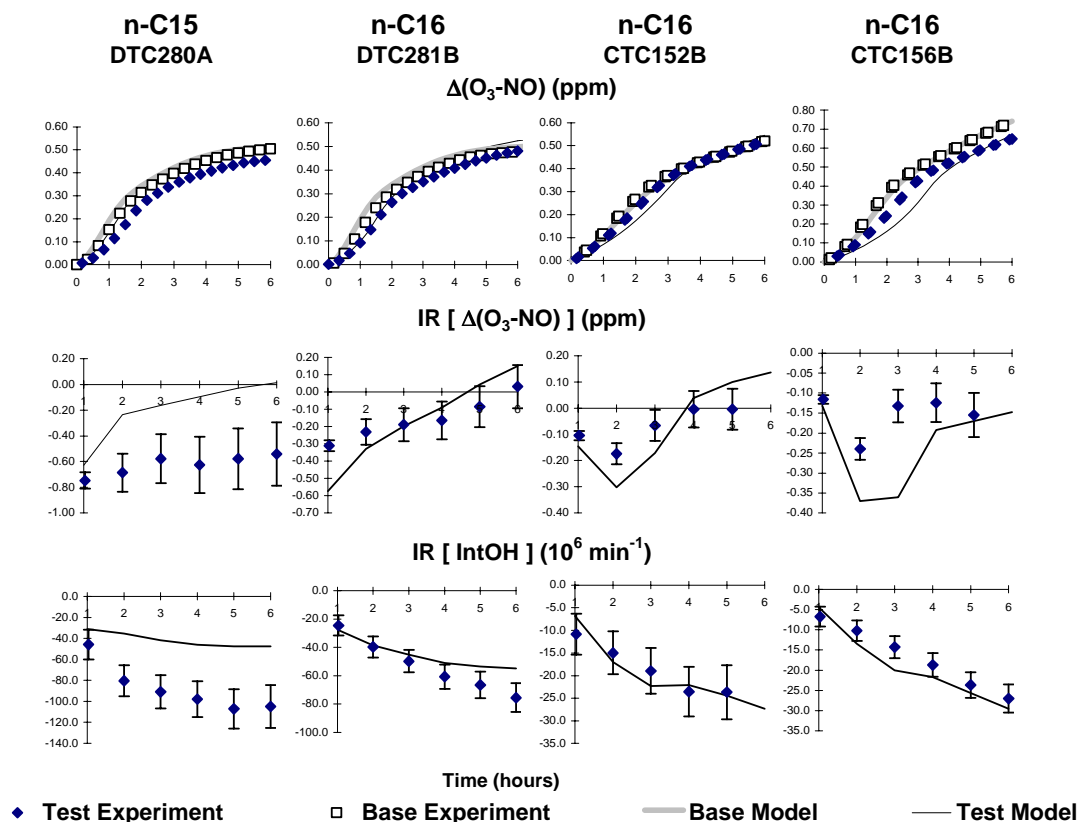 n-C15 n-C16 n-C16 n-C16
DTC280A DTC281B CTC152B CTC156B
Δ(O3-NO) (ppm)
0.60 0.60 0.60 0.80
0.50 0.50 0.50 0.70
0.40 0.40 0.40 0.60
0.30 0.30 0.30 0.50
0.20 0.20 0.20 0.40
0.10 0.10 0.10 0.30
0.00 0.00 0.00 0.20
0.10
0.00
0 1 2 3 4 5 6 0 1 2 3 4 5 6 0 1 2 3 4 5 6 0 1 2 3 4 5 6
IR [ Δ(O3-NO) ] (ppm)
0.20 0.20 0.20 0.00
0.00 0.10 0.10 -0.05
-0.20 0.00 0.00 -0.10
-0.40 -0.10 -0.10 -0.15
-0.60 -0.20 -0.20 -0.20
-0.80 -0.30 -0.30 -0.25
-1.00 -0.40 -0.40 -0.30
-0.50 -0.35
-0.60 -0.40
-0.70
1 2 3 4 5 6 1 2 3 4 5 6 1 2 3 4 5 6 1 2 3 4 5 6
IR [ IntOH ] (10^6 min^-1)
0.0 0.0 0.0 0.0
-20.0 -20.0 -5.0 -5.0
-40.0 -40.0 -10.0 -10.0
-60.0 -60.0 -15.0 -15.0
-80.0 -80.0 -20.0 -20.0
-100.0 -100.0 -25.0 -25.0
-120.0 -30.0 -30.0
-140.0 -35.0 -35.0
1 2 3 4 5 6 1 2 3 4 5 6 1 2 3 4 5 6 1 2 3 4 5 6
Time (hours)
Test Experiment Base Experiment Base Model Test Model